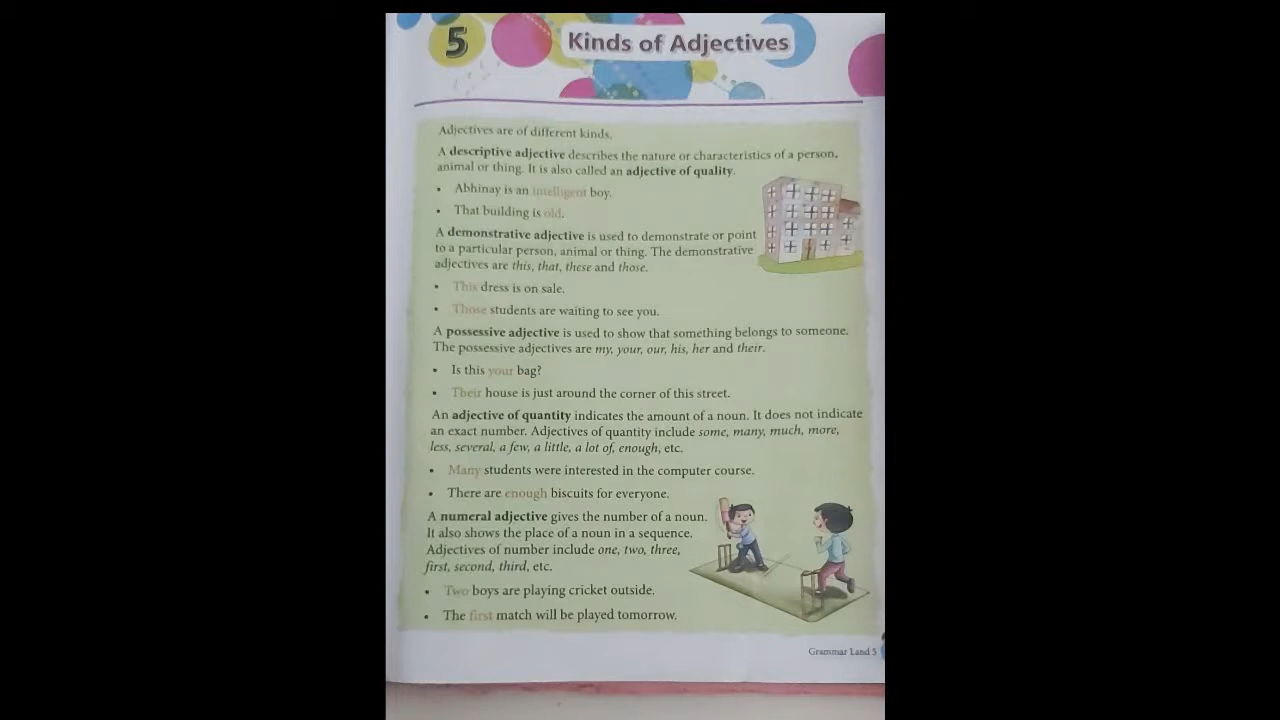 5
Kinds of Adjectives
Adjectives are of different kinds.
A descriptive adjective describes the nature or characteristics of a person,
animal or thing. It is also called an adjective of quality.
• Abhinay is an intelligent boy.
• That building is old.
A demonstrative adjective is used to demonstrate or point
to a particular person, animal or thing. The demonstrative
adjectives are this, that, these and those.
• This dress is on sale.
• Those students are waiting to see you.
A possessive adjective is used to show that something belongs to someone.
The possessive adjectives are my, your, our, his, her and their.
• Is this your bag?
• Their house is just around the corner of this street.
An adjective of quantity indicates the amount of a noun. It does not indicate
an exact number. Adjectives of quantity include some, many, much, more,
less, several, a few, a little, a lot of, enough, etc.
• Many students were interested in the computer course.
• There are enough biscuits for everyone.
A numeral adjective gives the number of a noun.
It also shows the place of a noun in a sequence.
Adjectives of number include one, two, three,
first, second, third, etc.
• Two boys are playing cricket outside.
• The first match will be played tomorrow.
Grammar Land 5